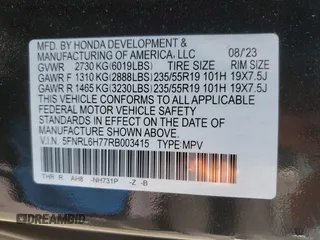 MFD. BY HONDA DEVELOPMENT &
MANUFACTURING OF AMERICA, LLC 08/23
GVWR 2730 KG(6019LBS) TIRE SIZE RIM SIZE
GAWR F 1310 KG(2888LBS) 235/55R19 101H 19X7.5J
GAWR R 1465 KG(3230LBS) 235/55R19 101H 19X7.5J
THIS VEHICLE CONFORMS TO ALL APPLICABLE
FEDERAL MOTOR VEHICLE SAFETY STANDARDS
IN EFFECT ON THE DATE OF MANUFACTURE SHOWN ABOVE.
V.I.N. 5FNRL6H77RB003415 TYPE MPV
THR R. -NH731P -Z -B
DREAMBID